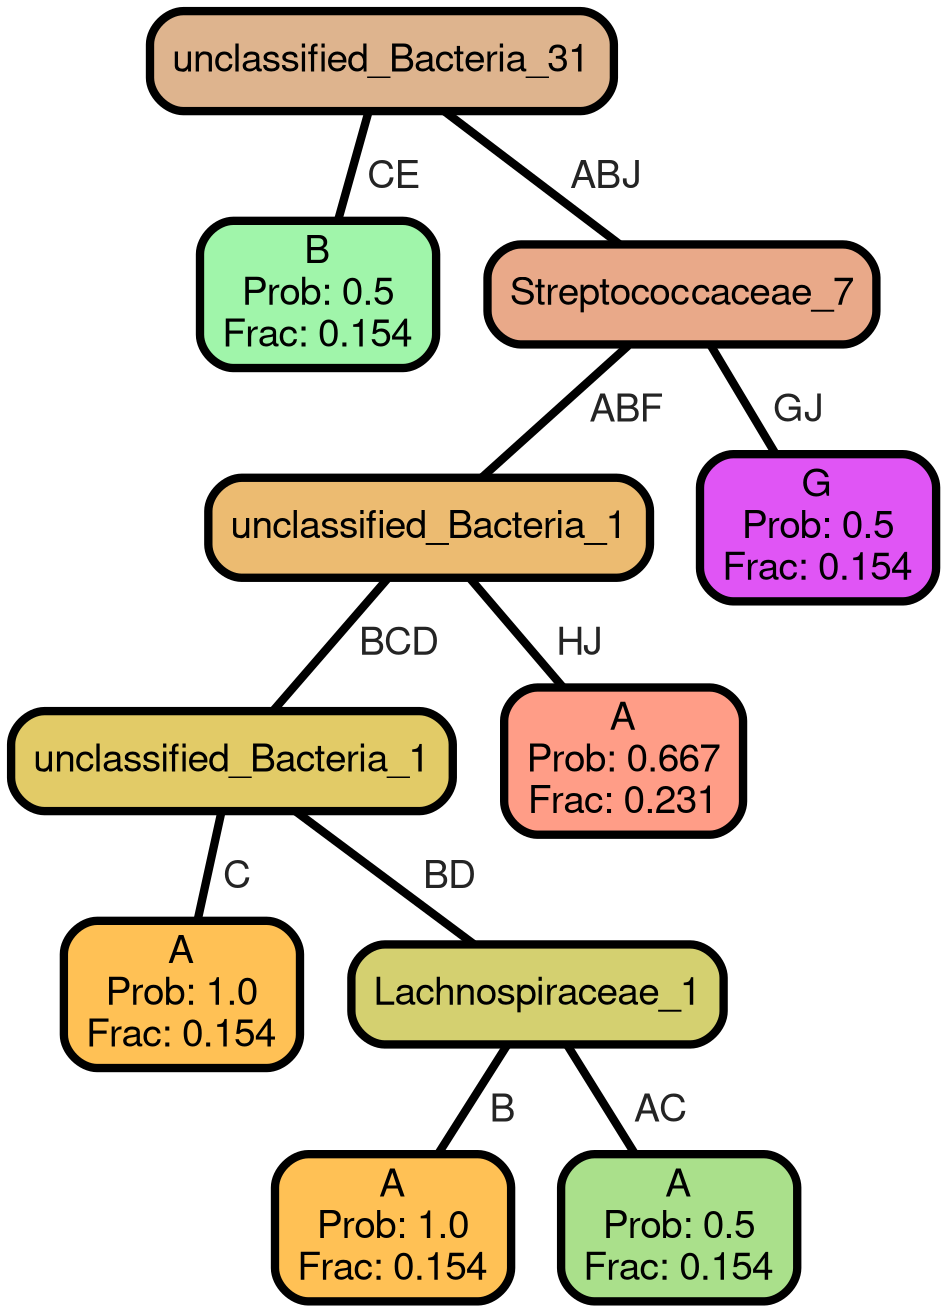 unclassified_Bacteria_31
CE
ABJ
B
Prob: 0.5
Frac: 0.154
Streptococcaceae_7
ABF
GJ
unclassified_Bacteria_1
G
Prob: 0.5
Frac: 0.154
BCD
HJ
unclassified_Bacteria_1
A
Prob: 0.667
Frac: 0.231
C
BD
A
Prob: 1.0
Frac: 0.154
Lachnospiraceae_1
B
AC
A
Prob: 1.0
Frac: 0.154
A
Prob: 0.5
Frac: 0.154